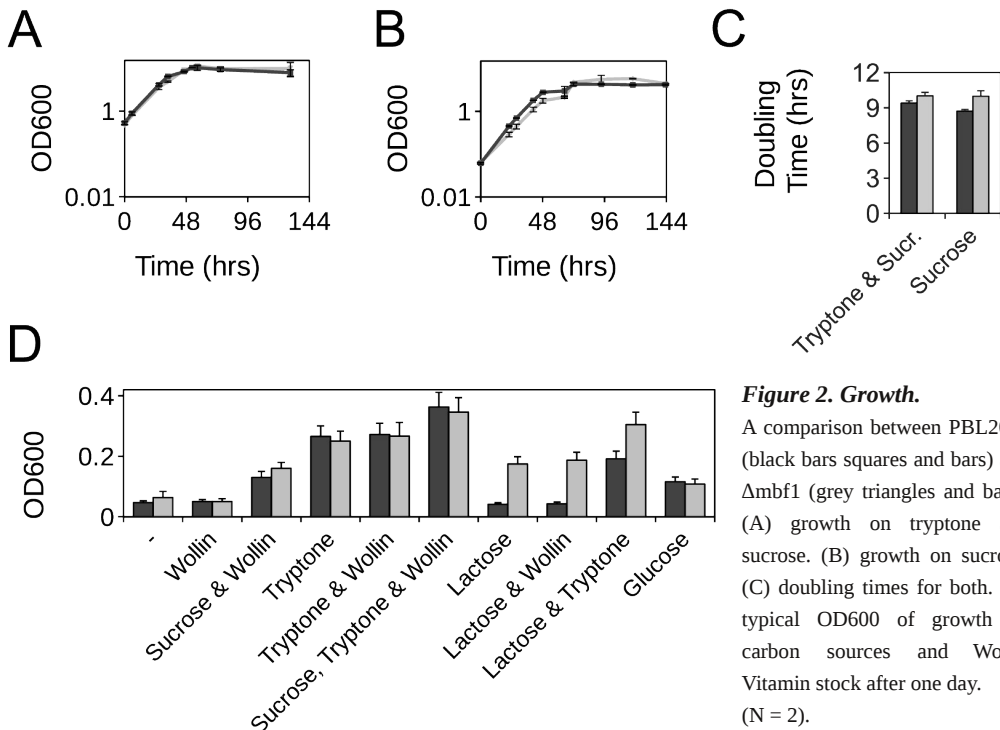 A
OD600
1
0.01
0
48
96
144
Time (hrs)
B
OD600
1
0.01
0
48
96
144
Time (hrs)
C
Doubling
Time (hrs)
12
9
6
3
0
Tryptone & Sucr.
Sucrose
D
OD600
0.4
0.2
0
-
Wollin
Sucrose & Wollin
Tryptone
Tryptone & Wollin
Sucrose, Tryptone & Wollin
Lactose
Lactose & Wollin
Lactose & Tryptone
Glucose
Figure 2. Growth.
A comparison between
(black bars squares and bars)
Δmbf1 (grey triangles and
(A) growth on tryptone
sucrose. (B) growth on
(C) doubling times for both.
typical OD600 of growth
carbon sources and
Vitamin stock after one day.
(N = 2).